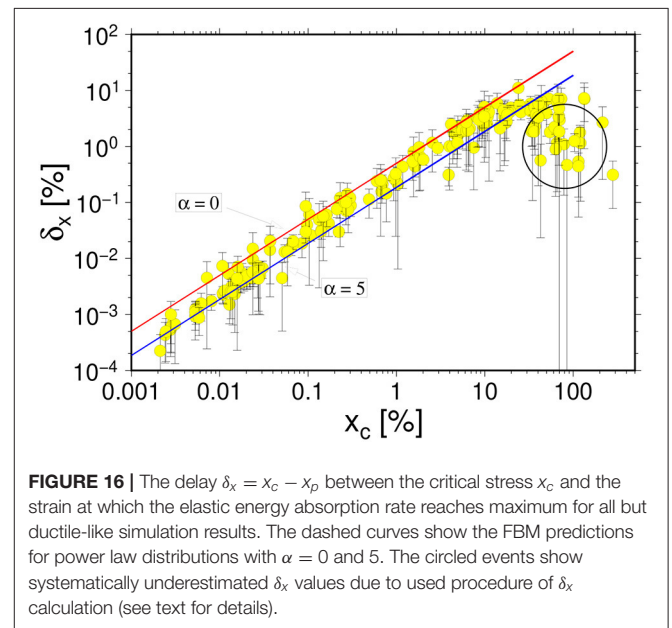 10² 
10¹
10⁰
10⁻¹
10⁻²
10⁻³
10⁻⁴
δₓ [%]
α = 0
α = 5
0.001 0.01 0.1 1 10 100
x_c [%]
FIGURE 16 | The delay δₓ = x_c − x_p between the critical stress x_c and the
strain at which the elastic energy absorption rate reaches maximum for all but
ductile-like simulation results. The dashed curves show the FBM predictions
for power law distributions with α = 0 and 5. The circled events show
systematically underestimated δₓ values due to used procedure of δₓ
calculation (see text for details).